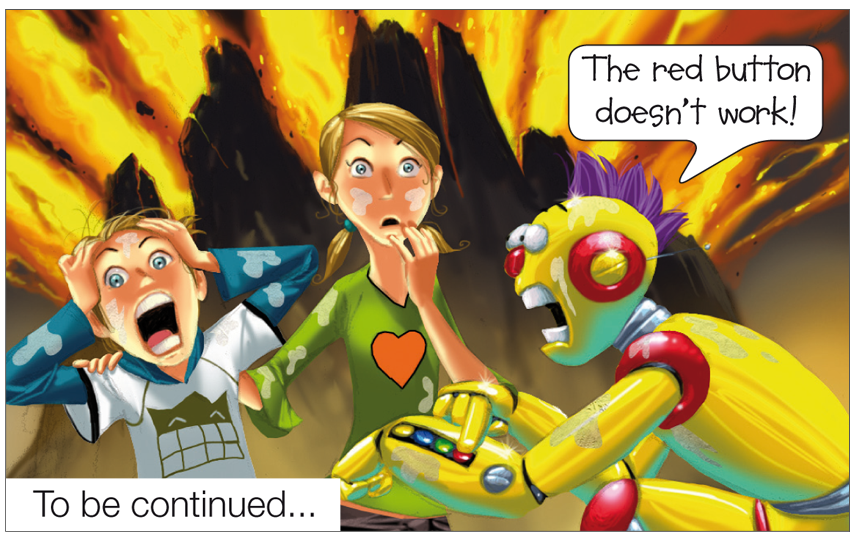 The red button
doesn't work!
To be continued...